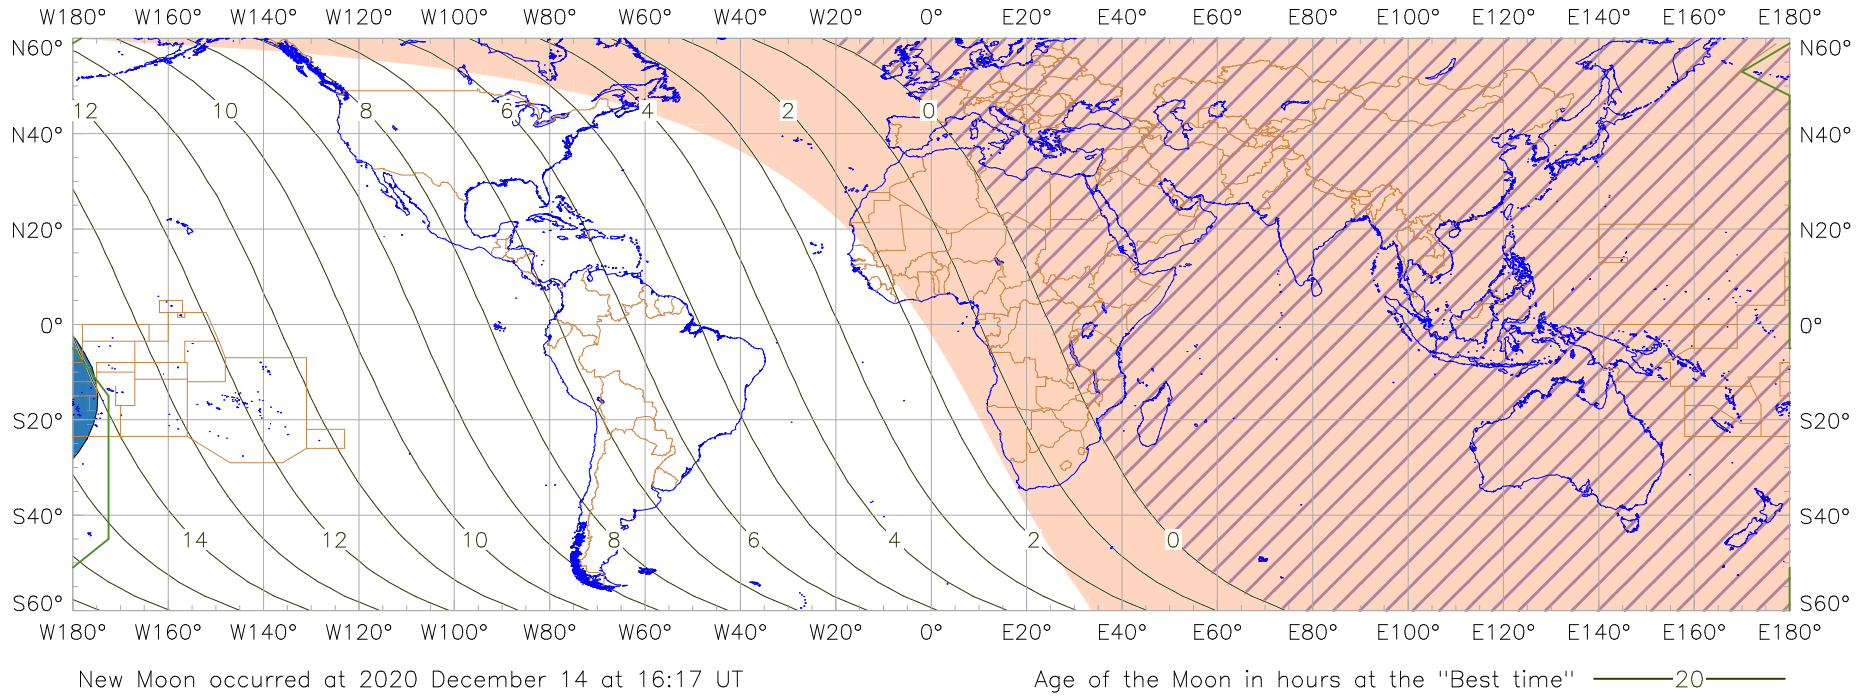 W180° W160° W140° W120° W100° W80° W60° W40° W20° 0° E20° E40° E60° E80° E100° E120° E140° E160° E180°
N60° N60°
12 10 8 6 4 2 0
N40° N40°
N20° N20°
0° 0°
S20° S20°
S40° S40°
14 12 10 8 6 4 2 0
S60° S60°
W180° W160° W140° W120° W100° W80° W60° W40° W20° 0° E20° E40° E60° E80° E100° E120° E140° E160° E180°
New Moon occurred at 2020 December 14 at 16:17 UT Age of the Moon in hours at the "Best time" 20